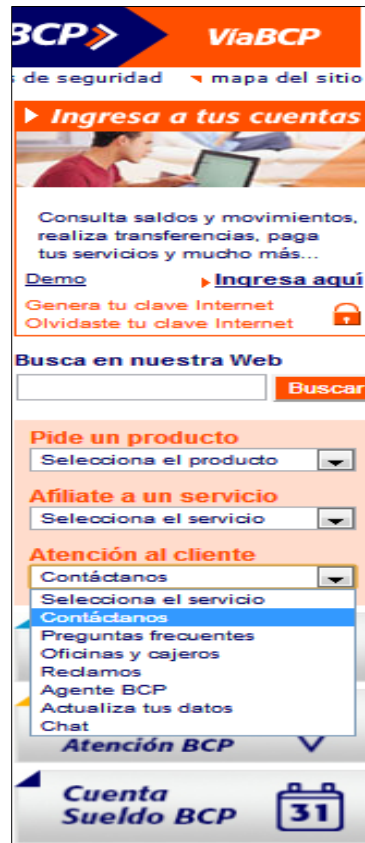 BCP
VíaBCP
de seguridad mapa del sitio
Ingresa a tus cuentas
Consulta saldos y movimientos,
realiza transferencias, paga
tus servicios y mucho más...
Demo Ingresa aquí
Genera tu clave Internet
Olvidaste tu clave Internet
Busca en nuestra Web
Buscar
Pide un producto
Selecciona el producto
Afíliate a un servicio
Selecciona el servicio
Atención al cliente
Contáctanos
Selecciona el servicio
Contáctanos
Preguntas frecuentes
Oficinas y cajeros
Reclamos
Agente BCP
Actualiza tus datos
Chat
Atención BCP
Cuenta
Sueldo BCP
31